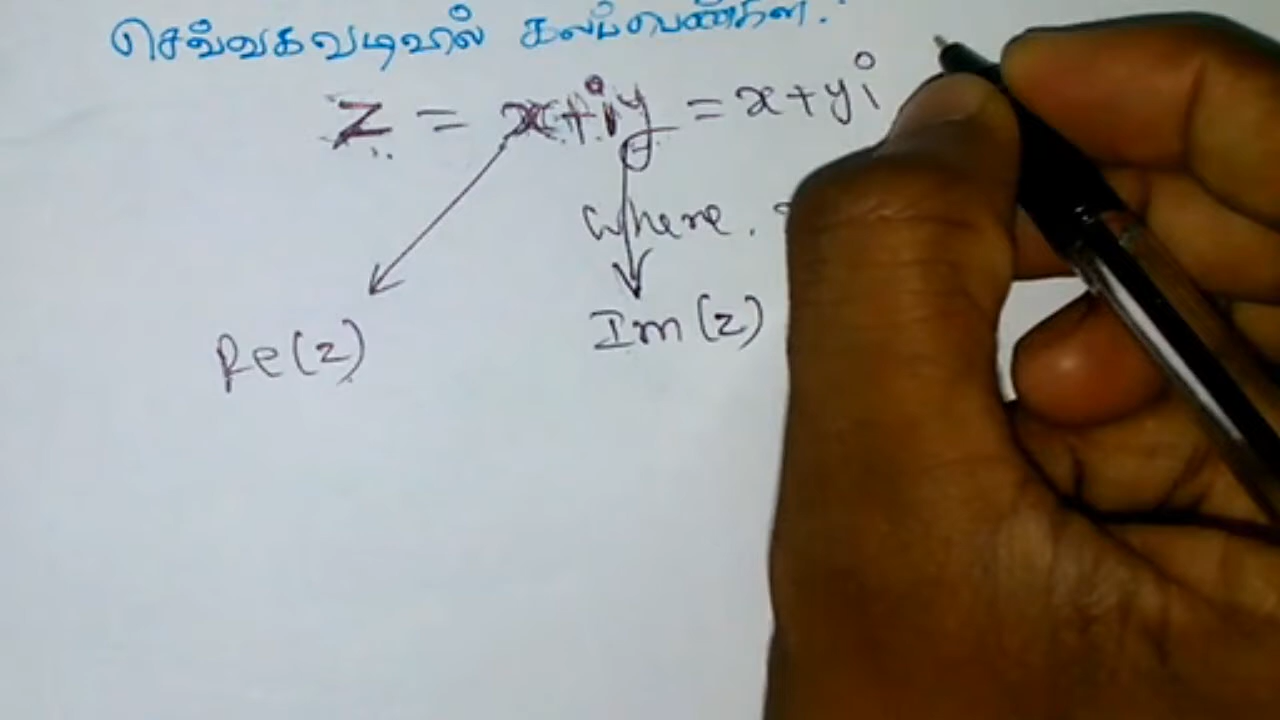 செவ்வகவடிவில் கலப்பெண்கள்.
z = x+iy = x+yi
where.
Re(z) Im(z)